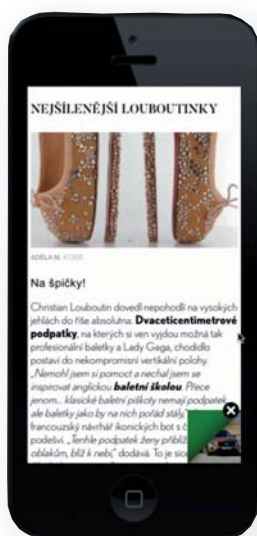 NEJŠÍLENĚJŠÍ LOUBOUTINKY
ADÉLA M.
Na špičky!
Christian Louboutin dovedl nepohodlí na vysokých
jehlách do říše absolutna. Dvaceticentimetrové
podpatky, na kterých si ven vyjdou možná tak
profesionální baletky a Lady Gaga, chodidlo
postaví do nekompromisní vertikální polohy.
„Nemohl jsem si pomoct a nechal jsem se
inspirovat anglickou baletní školou. Přece
jenom... klasické baletní piškoty nemají podpatek,
ale baletky jako by na nich pořád stály,“
francouzský návrhář ikonických bot s
podešví. „Tenhle podpatek ženy
oblakům, blíž k nebi,“ dodává. To je sice